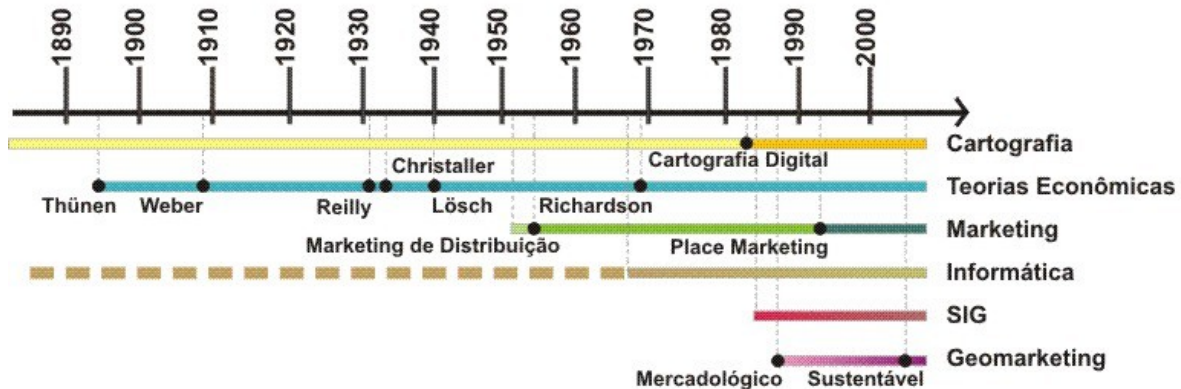 1890 1900 1910 1920 1930 1940 1950 1960 1970 1980 1990 2000
Cartografia Digital Cartografia
Christaller
Thünen Weber Reilly Lösch Richardson Teorias Econômicas
Marketing de Distribuição Place Marketing Marketing
Informática
SIG
Mercadológico Sustentável Geomarketing